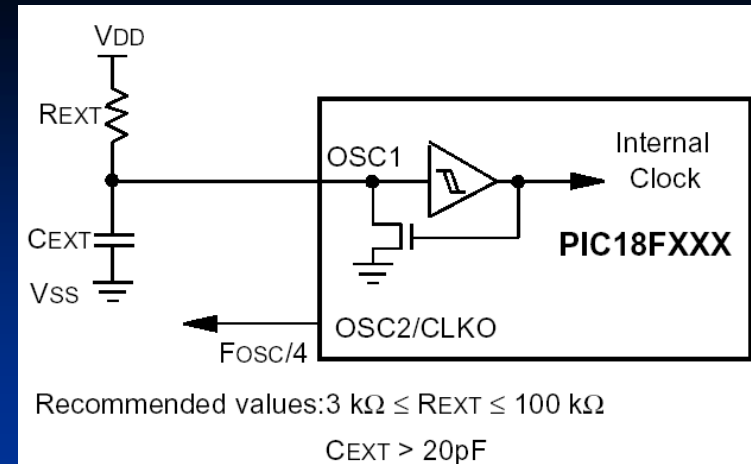 VDD
REXT
OSC1
Internal
Clock
CEXT
PIC18FXXX
VSS
OSC2/CLKO
FOSC/4
Recommended values:3 kΩ ≤ REXT ≤ 100 kΩ
CEXT > 20pF